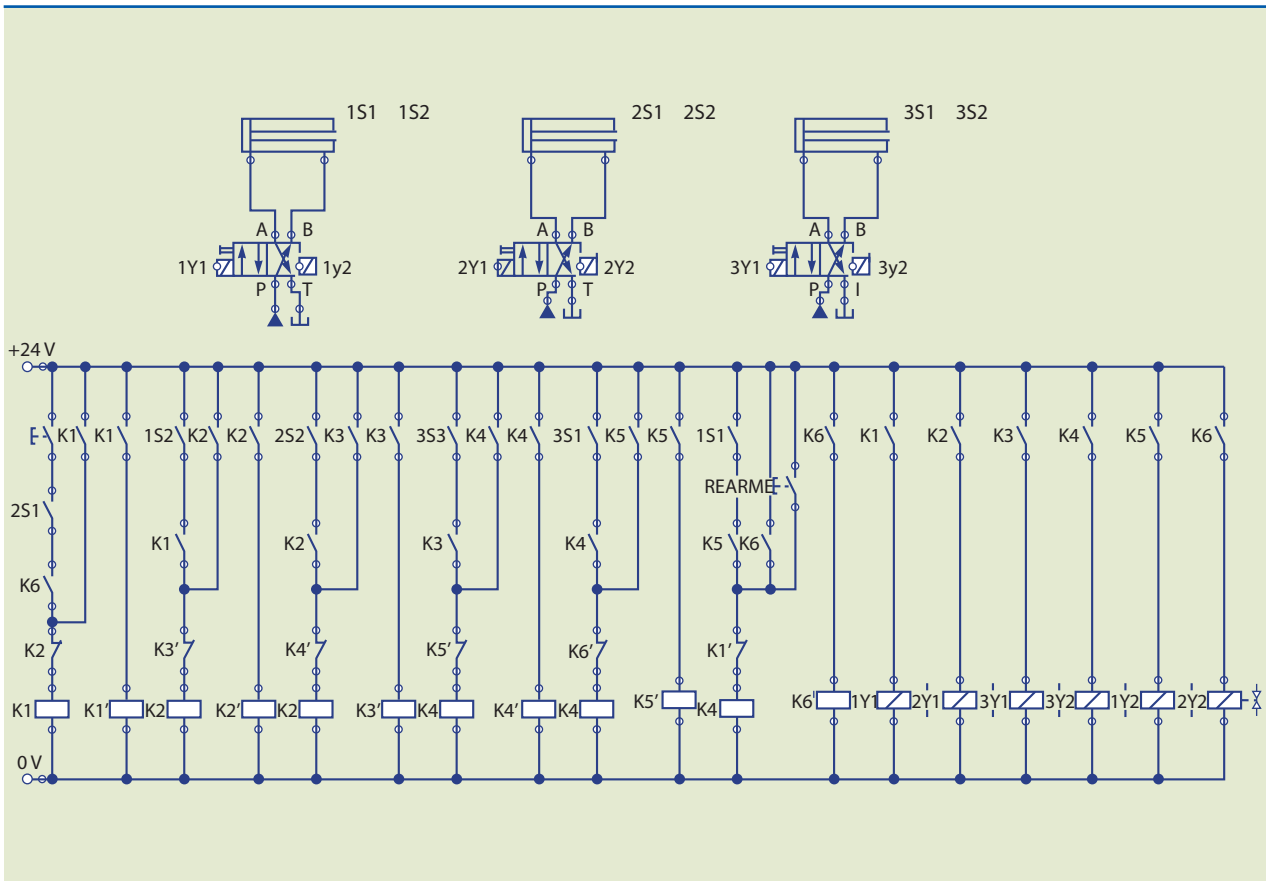 1S1 1S2 2S1 2S2 3S1 3S2
A B A B A B
1Y1 1y2 2Y1 2Y2 3Y1 3y2
P T P T P I
+24 V
K1 K1 1S2 K2 K2 2S2 K3 K3 3S3 K4 K4 3S1 K5 K5 1S1 K6 K1 K2 K3 K4 K5 K6
REARME
2S1
K1 K2 K3 K4 K5 K6
K6
K2 K3' K4' K5' K6' K1'
K1 K1' K2 K2' K2 K3' K4 K4' K4 K5' K4 K6' 1Y1 2Y1 3Y1 3Y2 1Y2 2Y2
0 V